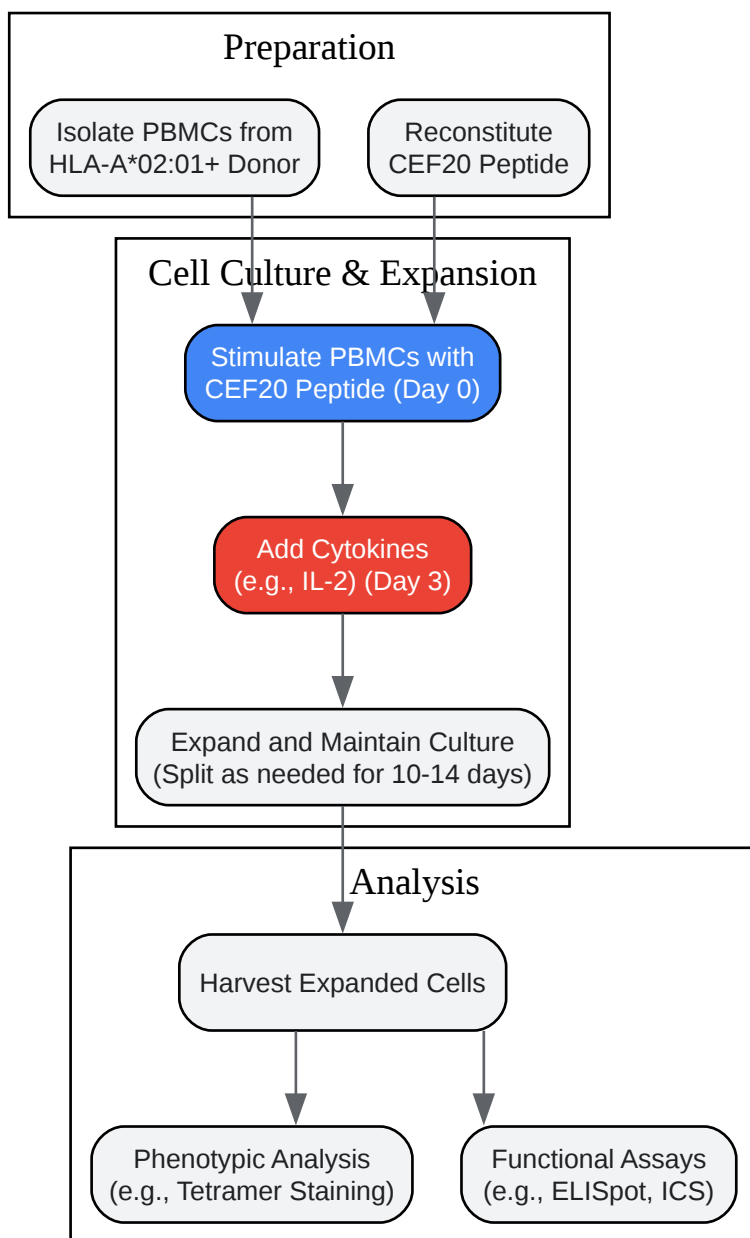 Preparation
Isolate PBMCs from
HLA-A*02:01+ Donor
Reconstitute
CEF20 Peptide
Cell Culture & Expansion
Stimulate PBMCs with
CEF20 Peptide (Day 0)
Add Cytokines
(e.g., IL-2) (Day 3)
Expand and Maintain Culture
(Split as needed for 10-14 days)
Analysis
Harvest Expanded Cells
Phenotypic Analysis
(e.g., Tetramer Staining)
Functional Assays
(e.g., ELISpot, ICS)